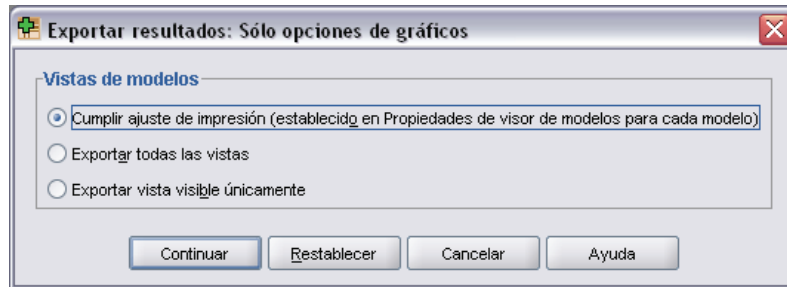 Exportar resultados: Sólo opciones de gráficos
Vistas de modelos
Cumplir ajuste de impresión (establecido en Propiedades de visor de modelos para cada modelo)
Exportar todas las vistas
Exportar vista visible únicamente
Continuar Restablecer Cancelar Ayuda